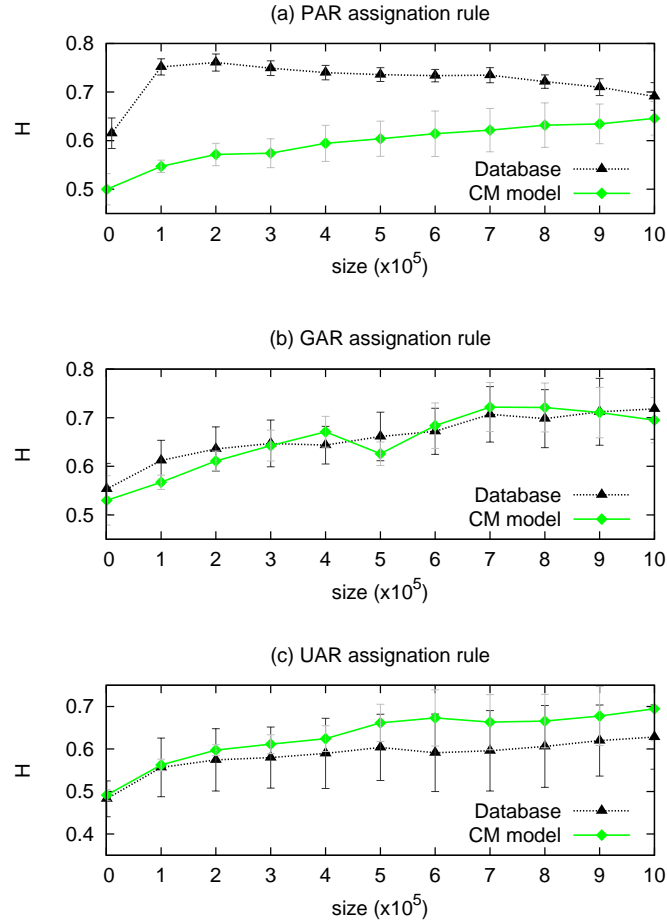 (a) PAR assignation rule
0.8
0.7
0.6
0.5
H
Database
CM model
0 1 2 3 4 5 6 7 8 9 10
size (x10^5)
(b) GAR assignation rule
0.8
0.7
0.6
0.5
H
Database
CM model
0 1 2 3 4 5 6 7 8 9 10
size (x10^5)
(c) UAR assignation rule
0.7
0.6
0.5
0.4
H
Database
CM model
0 1 2 3 4 5 6 7 8 9 10
size (x10^5)